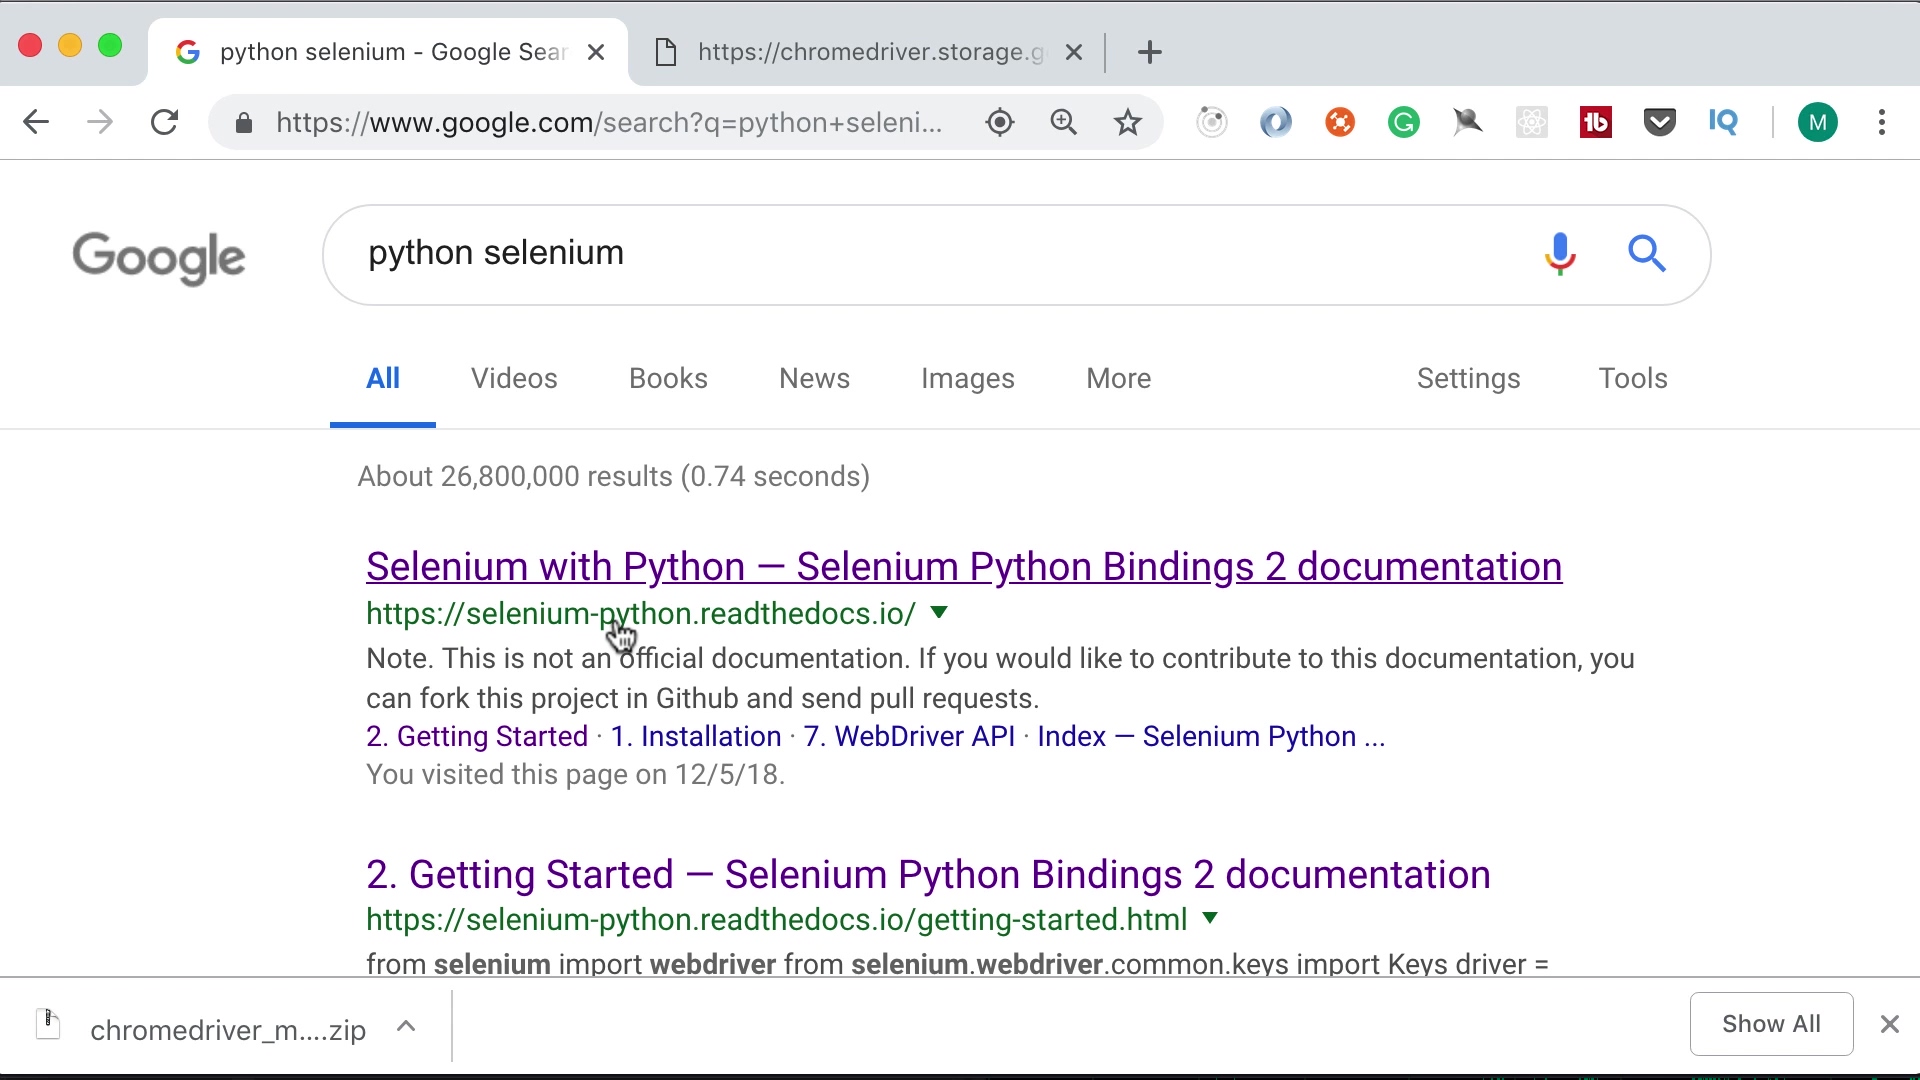 python selenium - Google Sear
https://chromedriver.storage.g
https://www.google.com/search?q=python+seleni...
tb
IQ
M
Google
python selenium
All
Videos
Books
News
Images
More
Settings
Tools
About 26,800,000 results (0.74 seconds)
Selenium with Python — Selenium Python Bindings 2 documentation
https://selenium-python.readthedocs.io/
Note. This is not an official documentation. If you would like to contribute to this documentation, you
can fork this project in Github and send pull requests.
2. Getting Started · 1. Installation · 7. WebDriver API · Index — Selenium Python ...
You visited this page on 12/5/18.
2. Getting Started — Selenium Python Bindings 2 documentation
https://selenium-python.readthedocs.io/getting-started.html
from selenium import webdriver from selenium.webdriver.common.keys import Keys driver =
chromedriver_m....zip
Show All